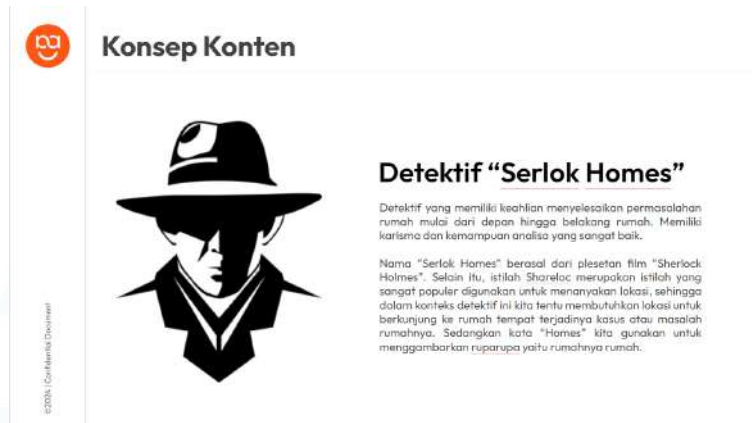 Konsep Konten
Detektif “Serlok Homes”
Detektif yang memiliki keahlian menyelesaikan permasalahan
rumah mulai dari depan hingga belakang rumah. Memiliki
karisma dan kemampuan analisa yang sangat baik.
Nama “Serlok Homes” berasal dari plesetan film “Sherlock
Holmes”. Selain itu, istilah Shareloc merupakan istilah yang
sangat populer digunakan untuk menanyakan lokasi, sehingga
dalam konteks detektif ini kita tentu membutuhkan lokasi untuk
berkunjung ke rumah tempat terjadinya kasus atau masalah
rumahnya. Sedangkan kata “Homes” kita gunakan untuk
menggambarkan ruparupa yaitu rumahnya rumah.
©2024 | Confidential Document